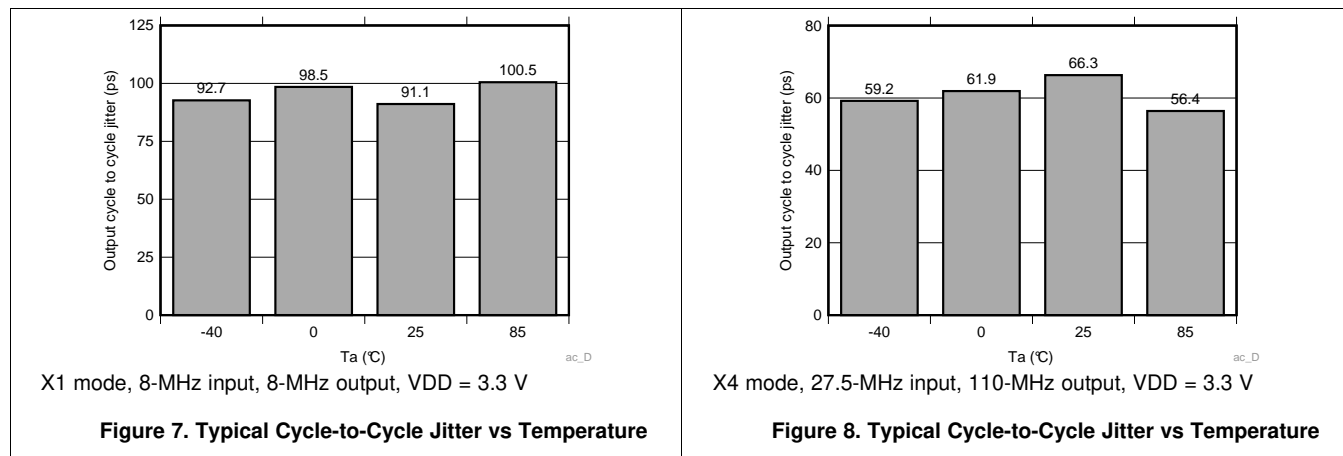 125
100
75
50
25
0
Output cycle to cycle jitter (ps)
92.7
98.5
91.1
100.5
-40
0
25
85
Ta (°C)
ac_D
X1 mode, 8-MHz input, 8-MHz output, VDD = 3.3 V
Figure 7. Typical Cycle-to-Cycle Jitter vs Temperature
80
60
40
20
0
Output cycle to cycle jitter (ps)
59.2
61.9
66.3
56.4
-40
0
25
85
Ta (°C)
ac_D
X4 mode, 27.5-MHz input, 110-MHz output, VDD = 3.3 V
Figure 8. Typical Cycle-to-Cycle Jitter vs Temperature